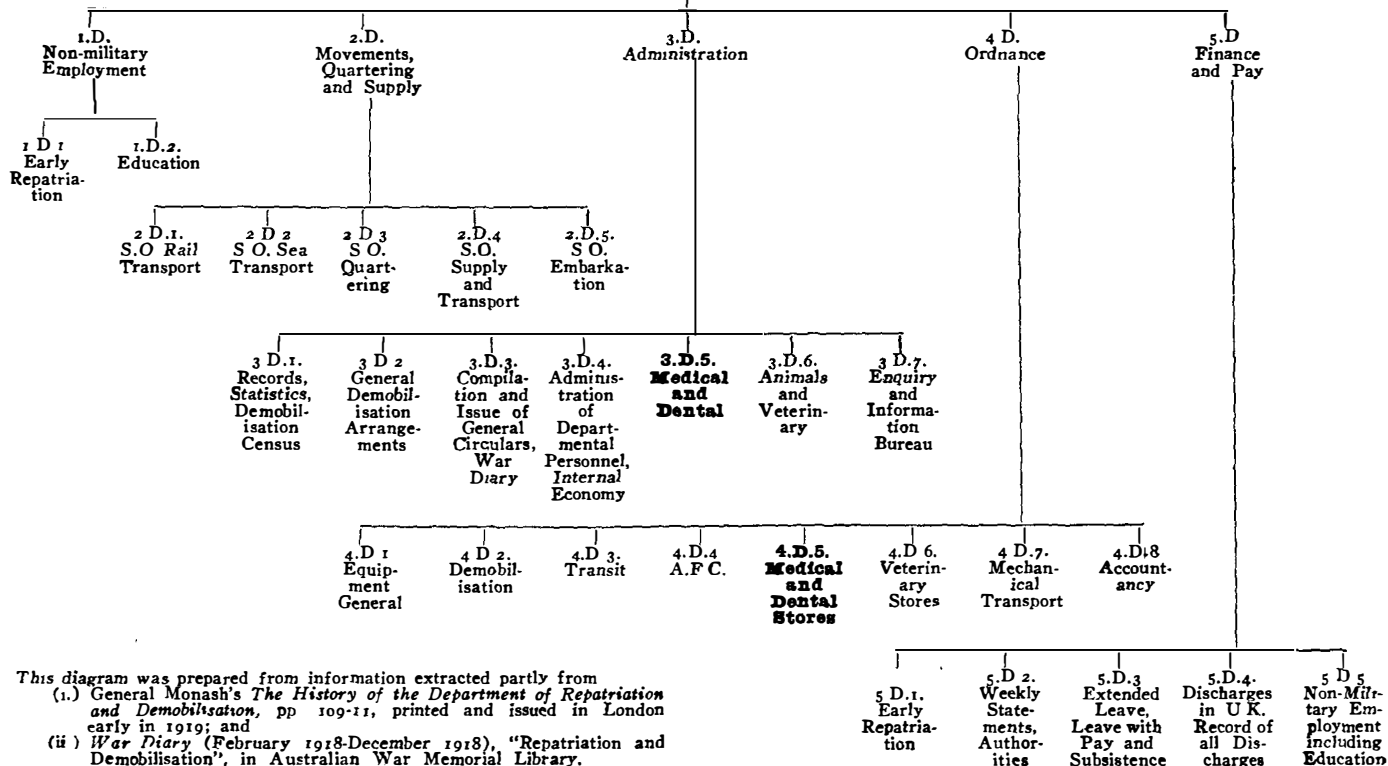 1.D.
Non-military
Employment
2.D.
Movements,
Quartering
and Supply
3.D.
Administration
4 D.
Ordnance
5.D
Finance
and Pay
1 D 1
Early
Repatria-
tion
1.D.2.
Education
2 D.1.
S.O Rail
Transport
2 D 2
S O. Sea
Transport
2 D 3
S O.
Quart-
ering
2.D.4
S.O.
Supply
and
Transport
2.D.5.
S O.
Embarka-
tion
3 D.1.
Records,
Statistics,
Demobil-
isation
Census
3 D 2
General
Demobil-
isation
Arrange-
ments
3.D.3.
Compila-
tion and
Issue of
General
Circulars,
War
Diary
3.D.4.
Adminis-
tration
of
Depart-
mental
Personnel,
Internal
Economy
3.D.5.
Medical
and
Dental
3.D.6.
Animals
and
Veterin-
ary
3 D.7.
Enquiry
and
Informa-
tion
Bureau
4.D 1
Equip-
ment
General
4 D 2.
Demobil-
isation
4.D 3.
Transit
4.D.4
A.F C.
4.D.5.
Medical
and
Dental
Stores
4.D 6.
Veterin-
ary
Stores
4 D.7.
Mechan-
ical
Transport
4.D.8
Account-
ancy
5 D.1.
Early
Repatria-
tion
5.D 2.
Weekly
State-
ments,
Author-
ities
5.D.3
Extended
Leave,
Leave with
Pay and
Subsistence
5.D.4.
Discharges
in U K.
Record of
all Dis-
charges
5 D 5
Non-Mili-
tary Em-
ployment
including
Education
This diagram was prepared from information extracted partly from
(1.) General Monash's The History of the Department of Repatriation
and Demobilisation, pp 109-11, printed and issued in London
early in 1919; and
(ii ) War Diary (February 1918-December 1918), "Repatriation and
Demobilisation", in Australian War Memorial Library.